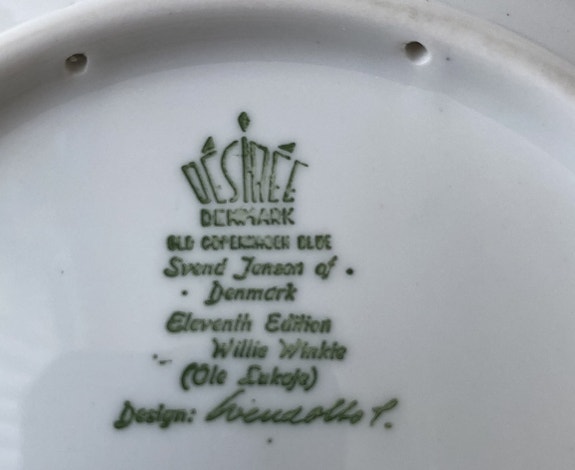 DÉSIRÉE
DENMARK
OLD COPENHAGEN BLUE
Svend Jensen of
Denmark
Eleventh Edition
Willie Winkie
(Ole Lukøje)
Design: